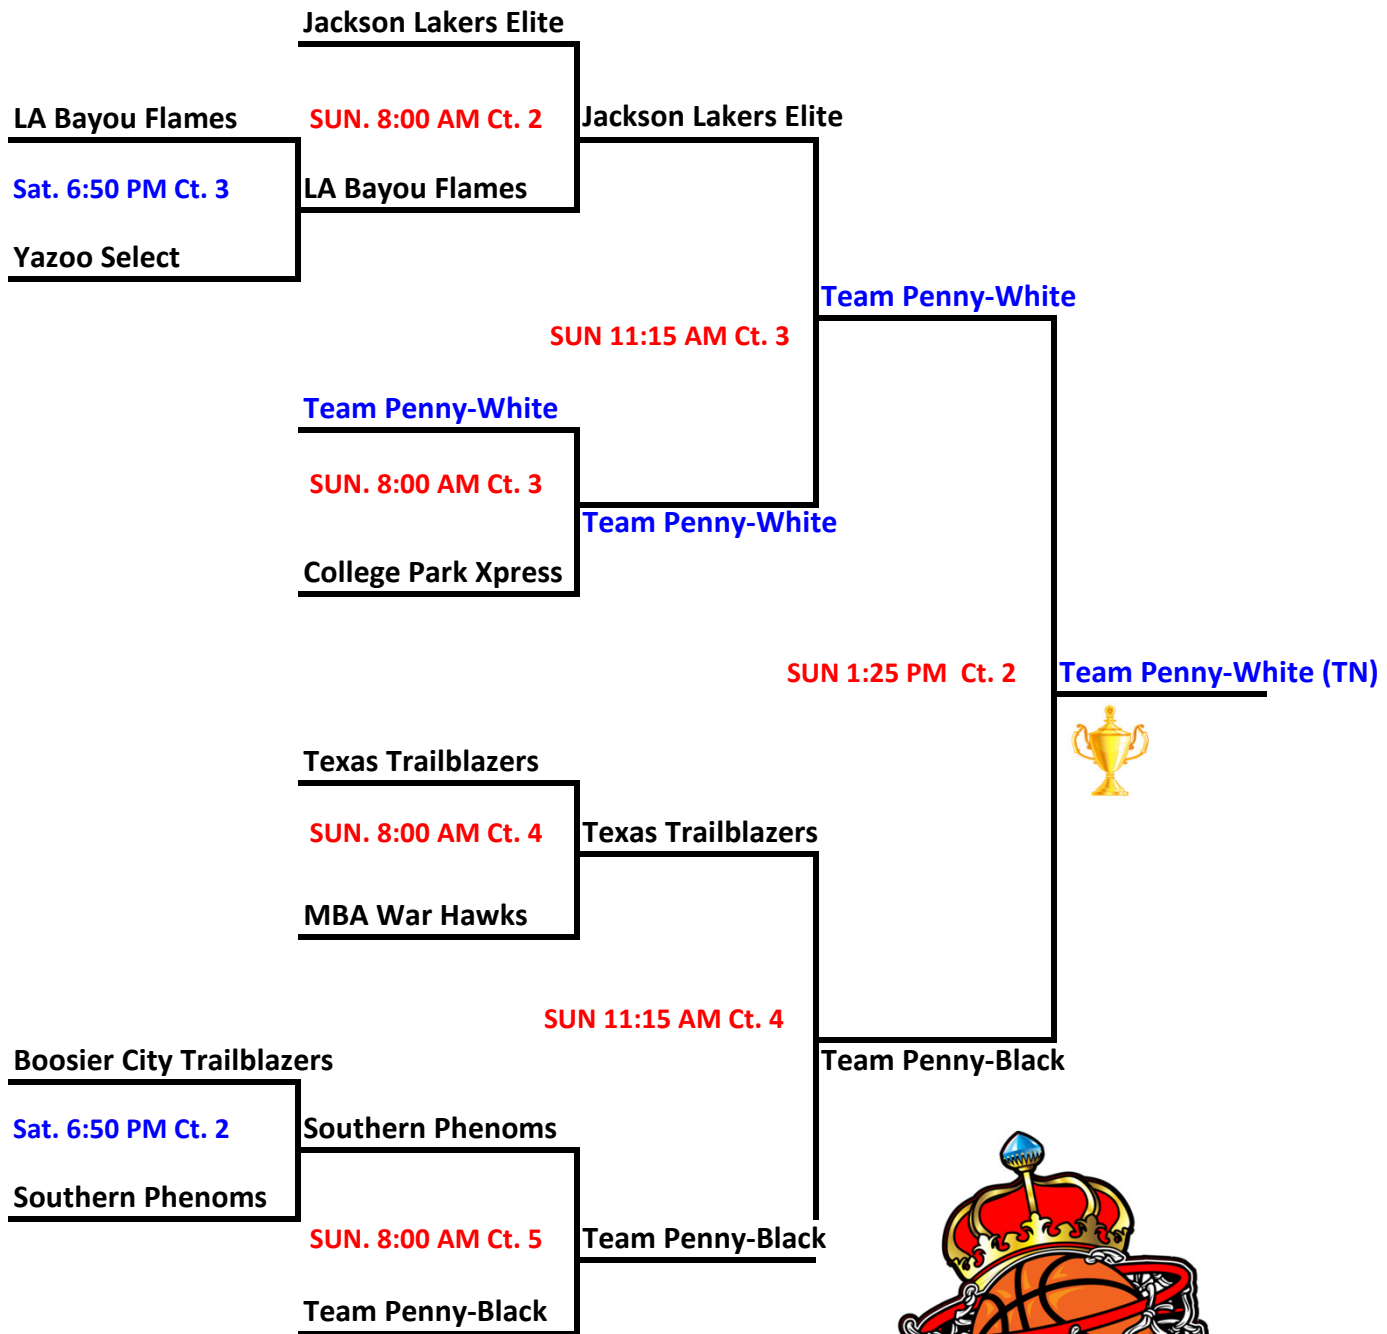 Jackson Lakers Elite
LA Bayou Flames
SUN. 8:00 AM Ct. 2
Jackson Lakers Elite
Sat. 6:50 PM Ct. 3
LA Bayou Flames
Yazoo Select
Team Penny-White
SUN 11:15 AM Ct. 3
Team Penny-White
SUN. 8:00 AM Ct. 3
Team Penny-White
College Park Xpress
SUN 1:25 PM  Ct. 2
Team Penny-White (TN)
Texas Trailblazers
SUN. 8:00 AM Ct. 4
Texas Trailblazers
MBA War Hawks
SUN 11:15 AM Ct. 4
Boosier City Trailblazers
Team Penny-Black
Sat. 6:50 PM Ct. 2
Southern Phenoms
Southern Phenoms
SUN. 8:00 AM Ct. 5
Team Penny-Black
Team Penny-Black